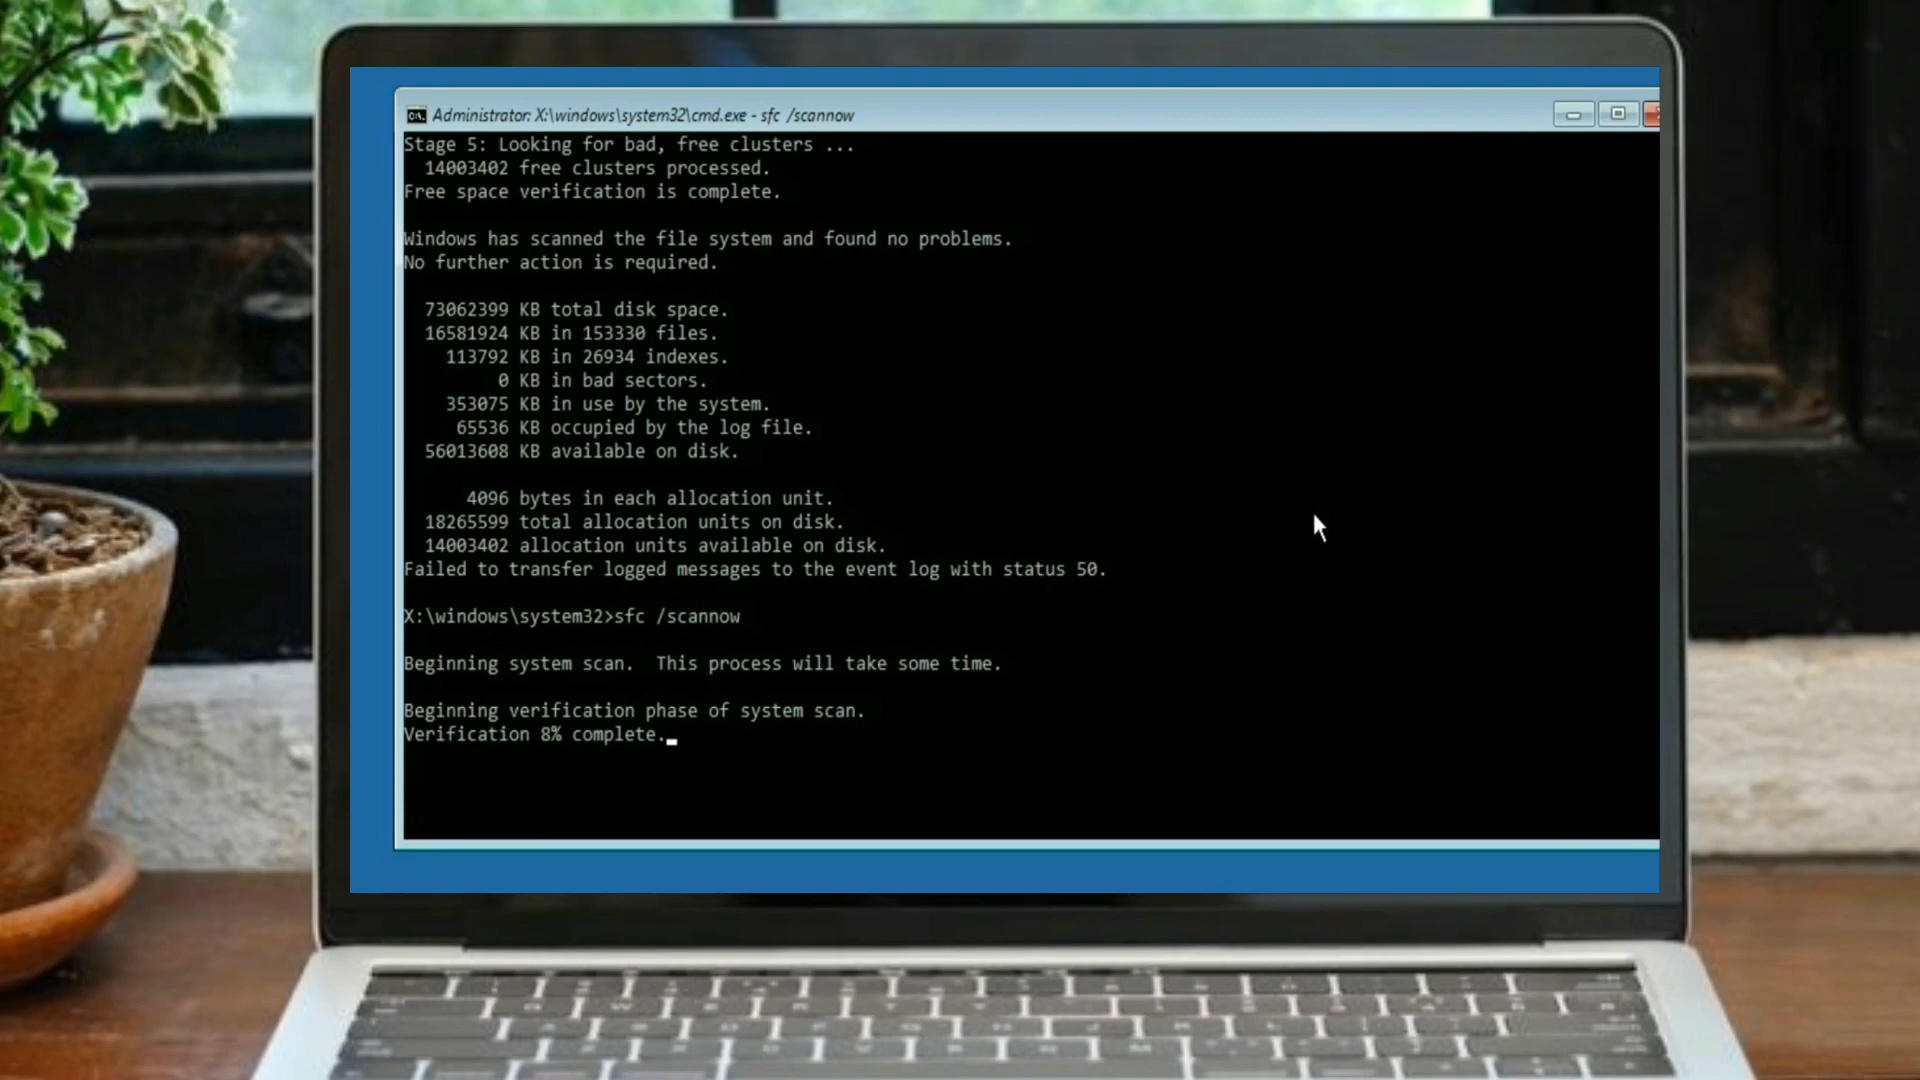 Administrator: X:\windows\system32\cmd.exe - sfc /scannow
Stage 5: Looking for bad, free clusters ...
14003402 free clusters processed.
Free space verification is complete.
Windows has scanned the file system and found no problems.
No further action is required.
73062399 KB total disk space.
16581924 KB in 153330 files.
113792 KB in 26934 indexes.
0 KB in bad sectors.
353075 KB in use by the system.
65536 KB occupied by the log file.
56013608 KB available on disk.
4096 bytes in each allocation unit.
18265599 total allocation units on disk.
14003402 allocation units available on disk.
Failed to transfer logged messages to the event log with status 50.
X:\windows\system32>sfc /scannow
Beginning system scan.  This process will take some time.
Beginning verification phase of system scan.
Verification 8% complete.